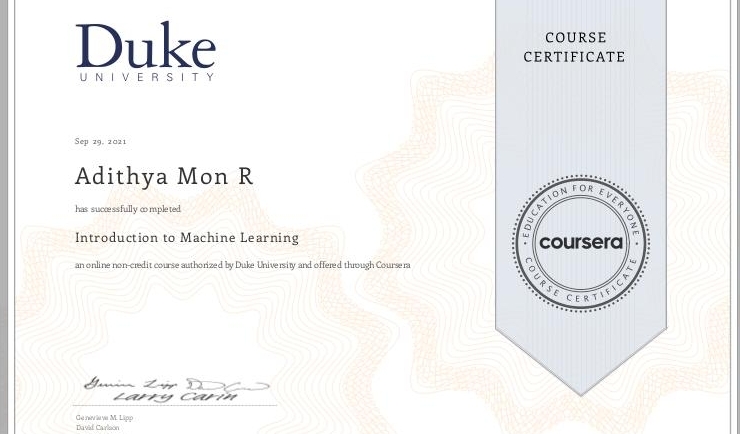 Duke
UNIVERSITY
COURSE
CERTIFICATE
Sep 29, 2021
Adithya Mon R
has successfully completed
Introduction to Machine Learning
an online non-credit course authorized by Duke University and offered through Coursera
EDUCATION FOR EVERYONE
coursera
COURSE CERTIFICATE
Larry Carin
Genevieve M. Lipp
David Carlson